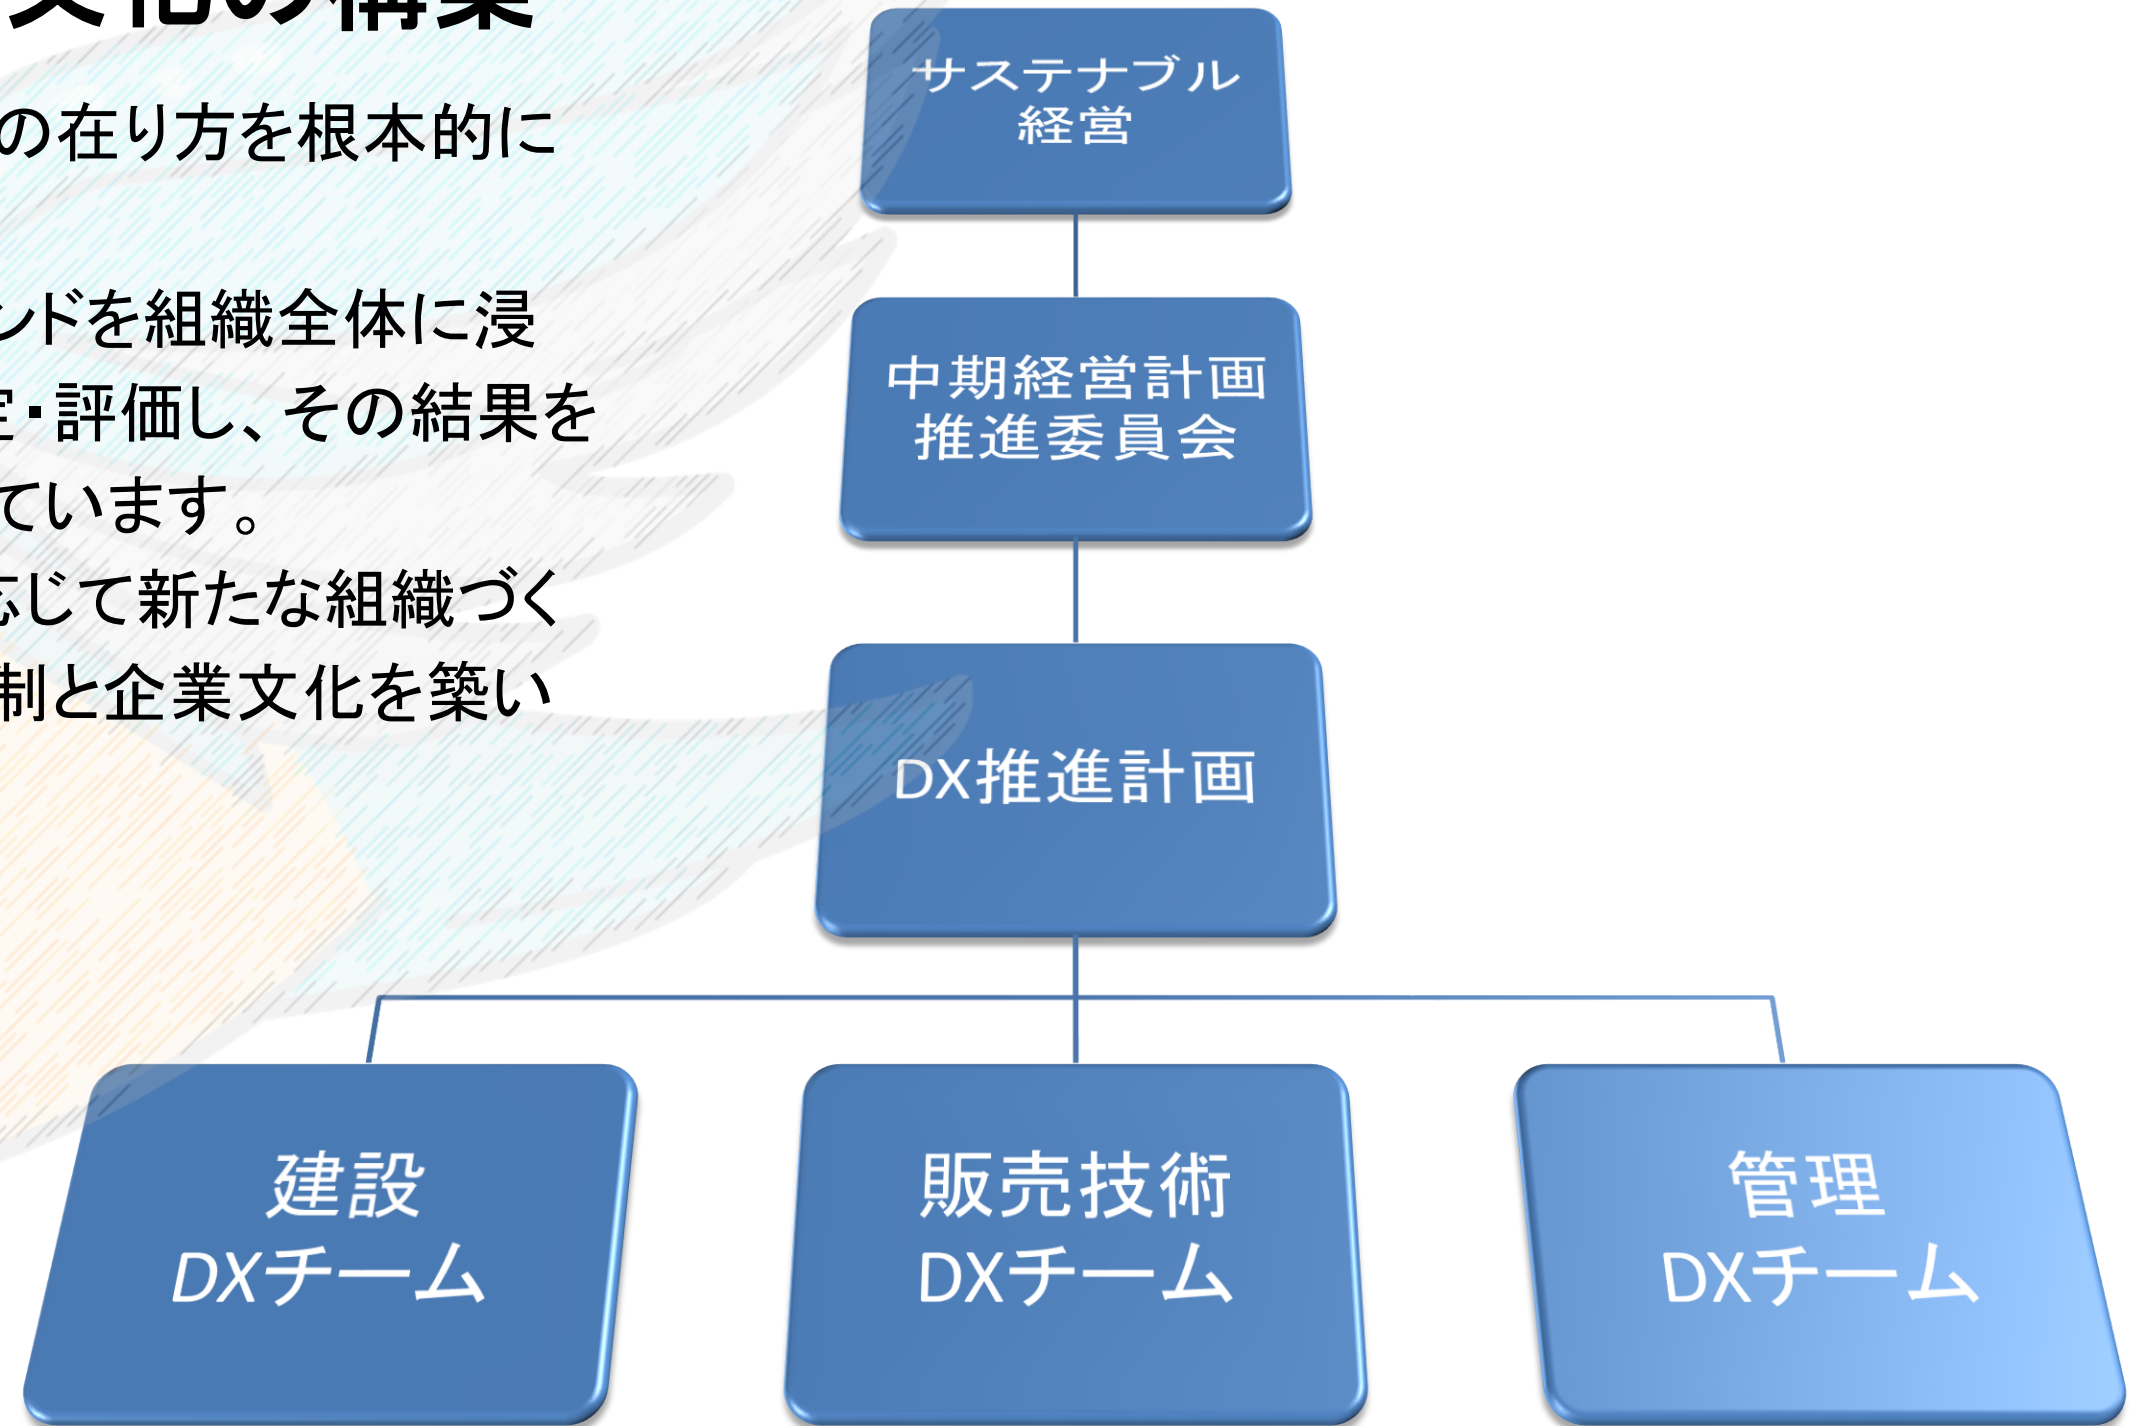 文化の構築
の在り方を根本的に
ンドを組織全体に浸
定・評価し、その結果を
ています。
応じて新たな組織づく
制と企業文化を築い
サステナブル
経営
中期経営計画
推進委員会
DX推進計画
建設
DXチーム
販売技術
DXチーム
管理
DXチーム